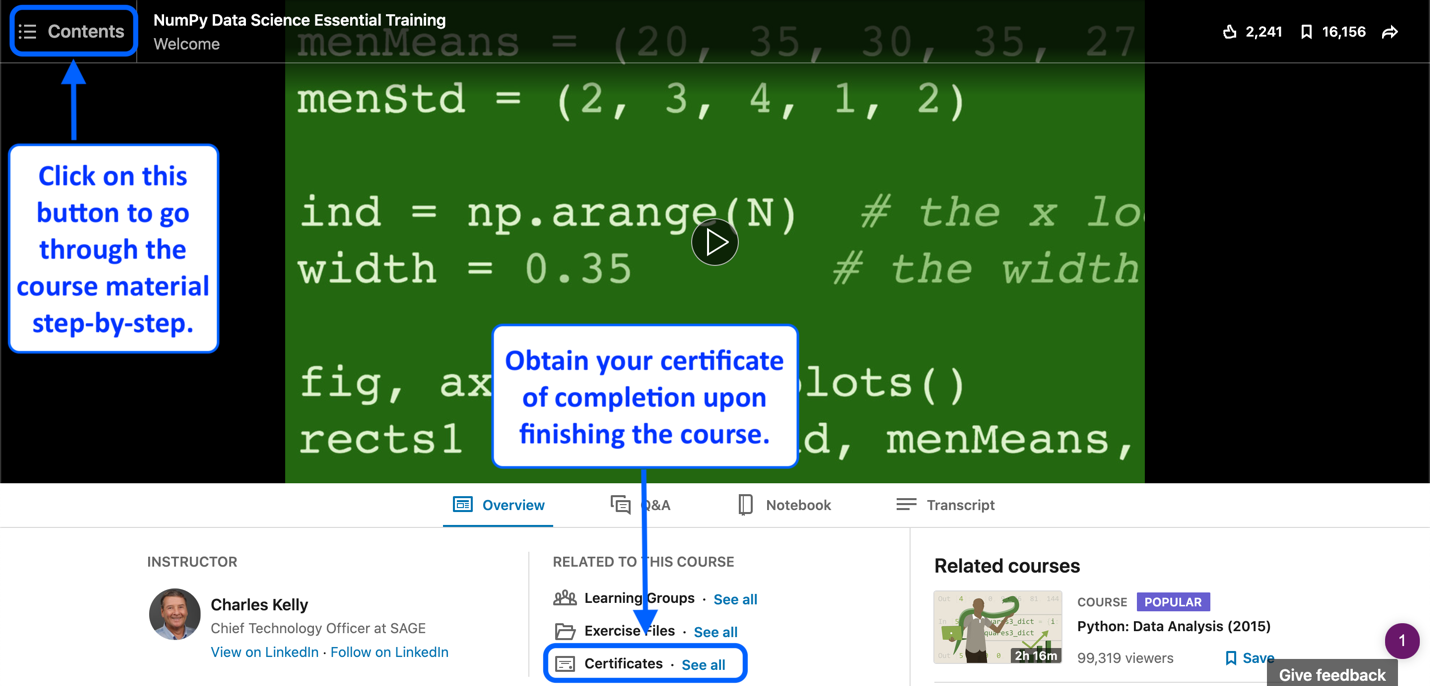 Contents
NumPy Data Science Essential Training
Welcome
2,241
16,156
menMeans = (20, 35, 30, 35, 27
menStd = (2, 3, 4, 1, 2)
Click on this
button to go
through the
course material
step-by-step.
ind = np.arange(N) # the x lo
width = 0.35 # the width
Obtain your certificate
of completion upon
finishing the course.
fig, ax lots()
rects1 d, menMeans,
Overview
Q&A
Notebook
Transcript
INSTRUCTOR
Charles Kelly
Chief Technology Officer at SAGE
View on LinkedIn · Follow on LinkedIn
RELATED TO THIS COURSE
Learning Groups · See all
Exercise Files · See all
Certificates · See all
Related courses
COURSE POPULAR
Python: Data Analysis (2015)
2h 16m
99,319 viewers
Save
1
Give feedback